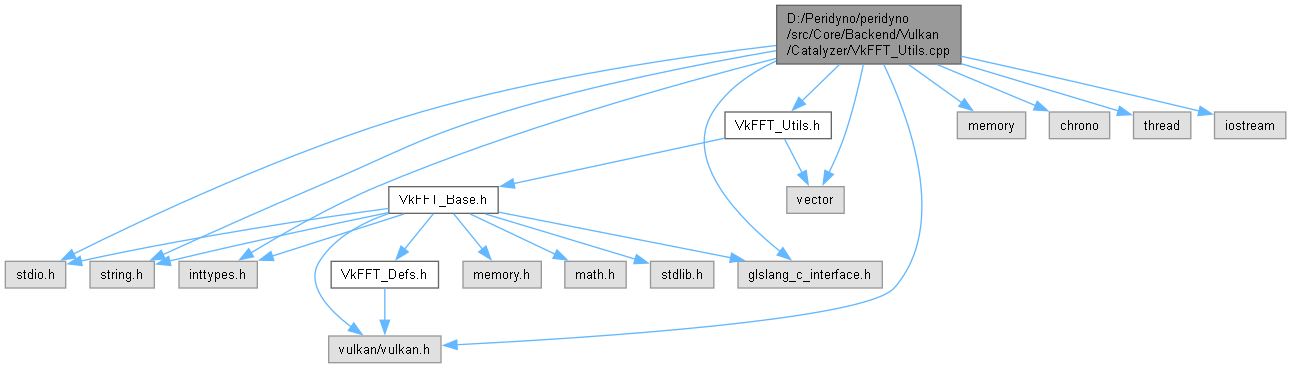 D:/Peridyno/peridyno
/src/Core/Backend/Vulkan
/Catalyzer/VkFFT_Utils.cpp
VkFFT_Utils.h
memory
chrono
thread
iostream
vector
VkFFT_Base.h
stdio.h
string.h
inttypes.h
VkFFT_Defs.h
memory.h
math.h
stdlib.h
glslang_c_interface.h
vulkan/vulkan.h